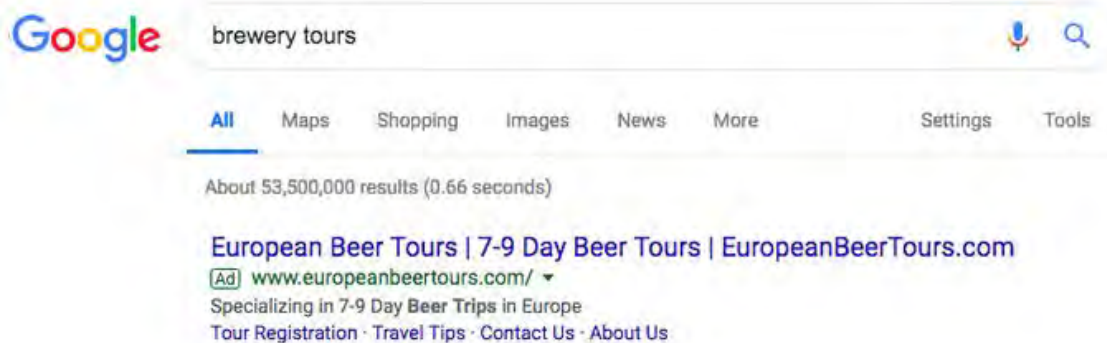 Google brewery tours
All Maps Shopping Images News More Settings Tools
About 53,500,000 results (0.66 seconds)
European Beer Tours | 7-9 Day Beer Tours | EuropeanBeerTours.com
Ad www.europeanbeertours.com/
Specializing in 7-9 Day Beer Trips in Europe
Tour Registration · Travel Tips · Contact Us · About Us